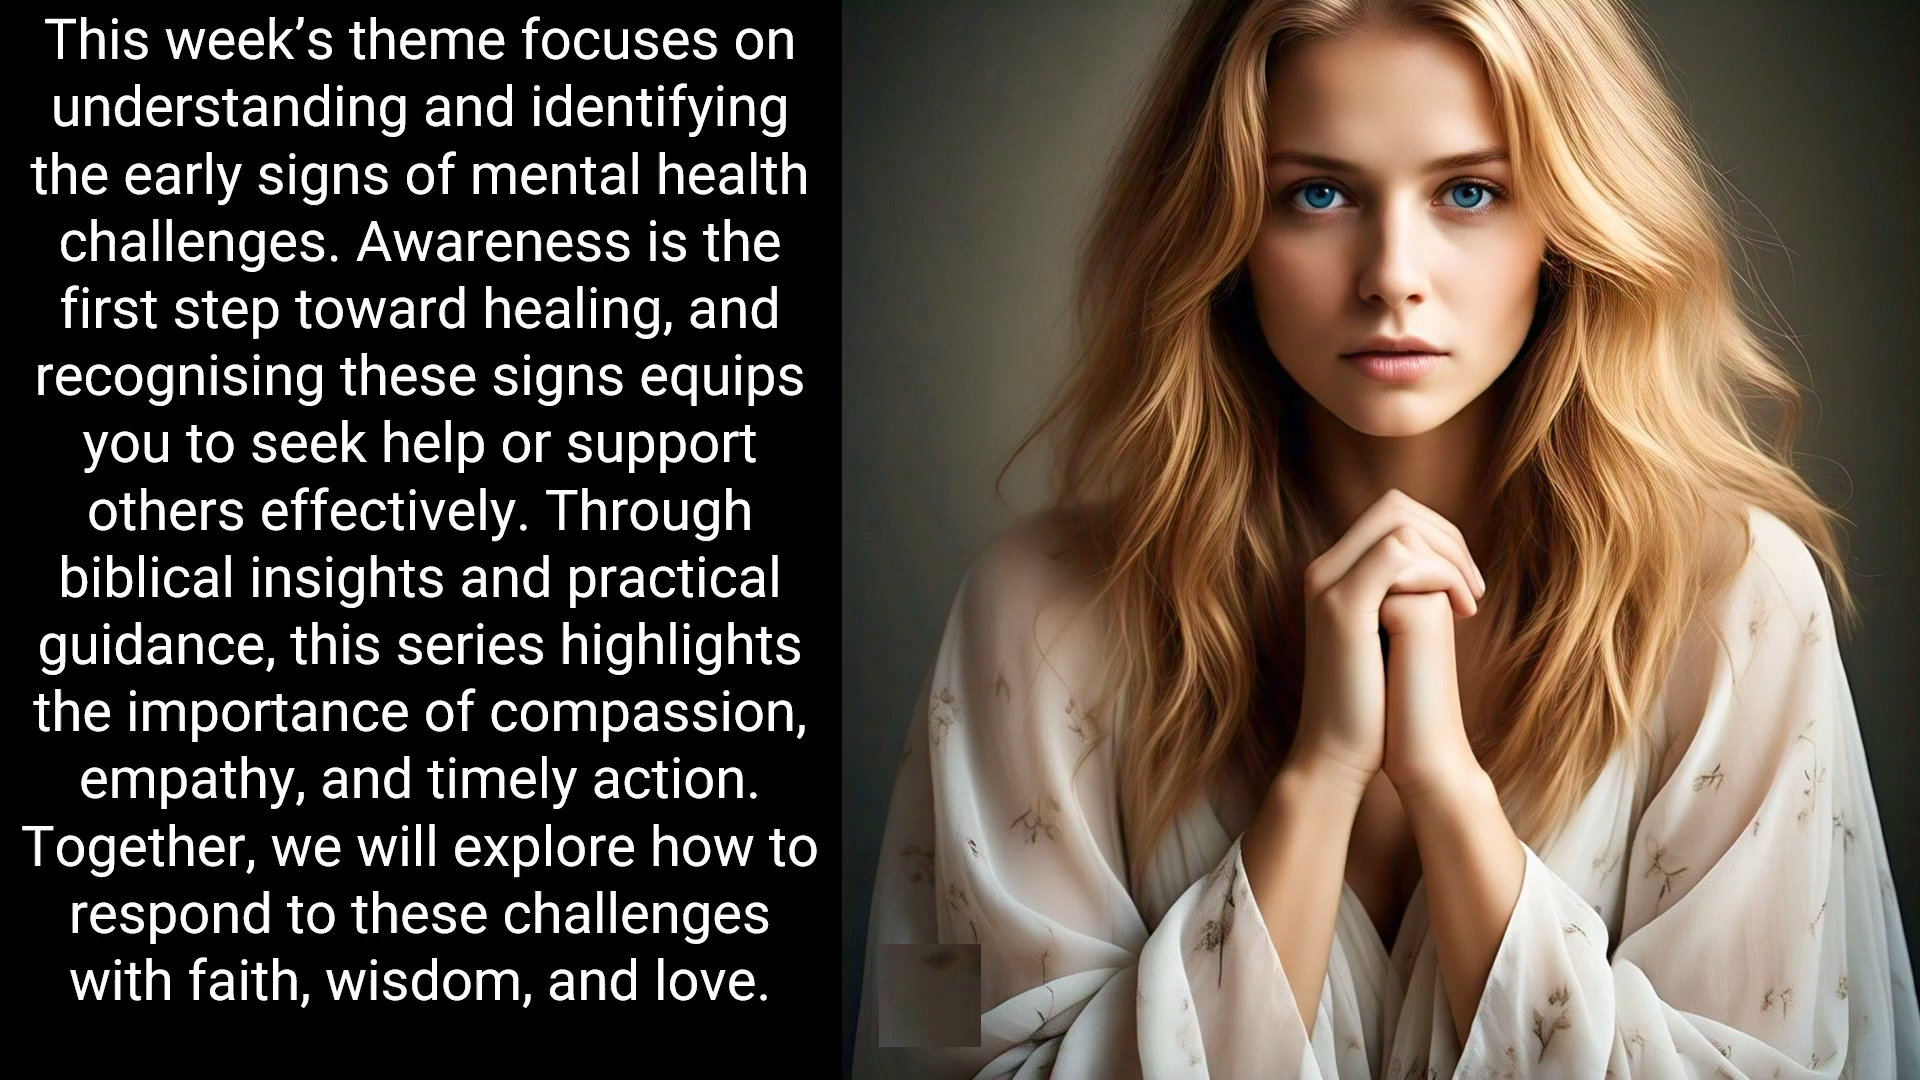 This week’s theme focuses on
understanding and identifying
the early signs of mental health
challenges. Awareness is the
first step toward healing, and
recognising these signs equips
you to seek help or support
others effectively. Through
biblical insights and practical
guidance, this series highlights
the importance of compassion,
empathy, and timely action.
Together, we will explore how to
respond to these challenges
with faith, wisdom, and love.